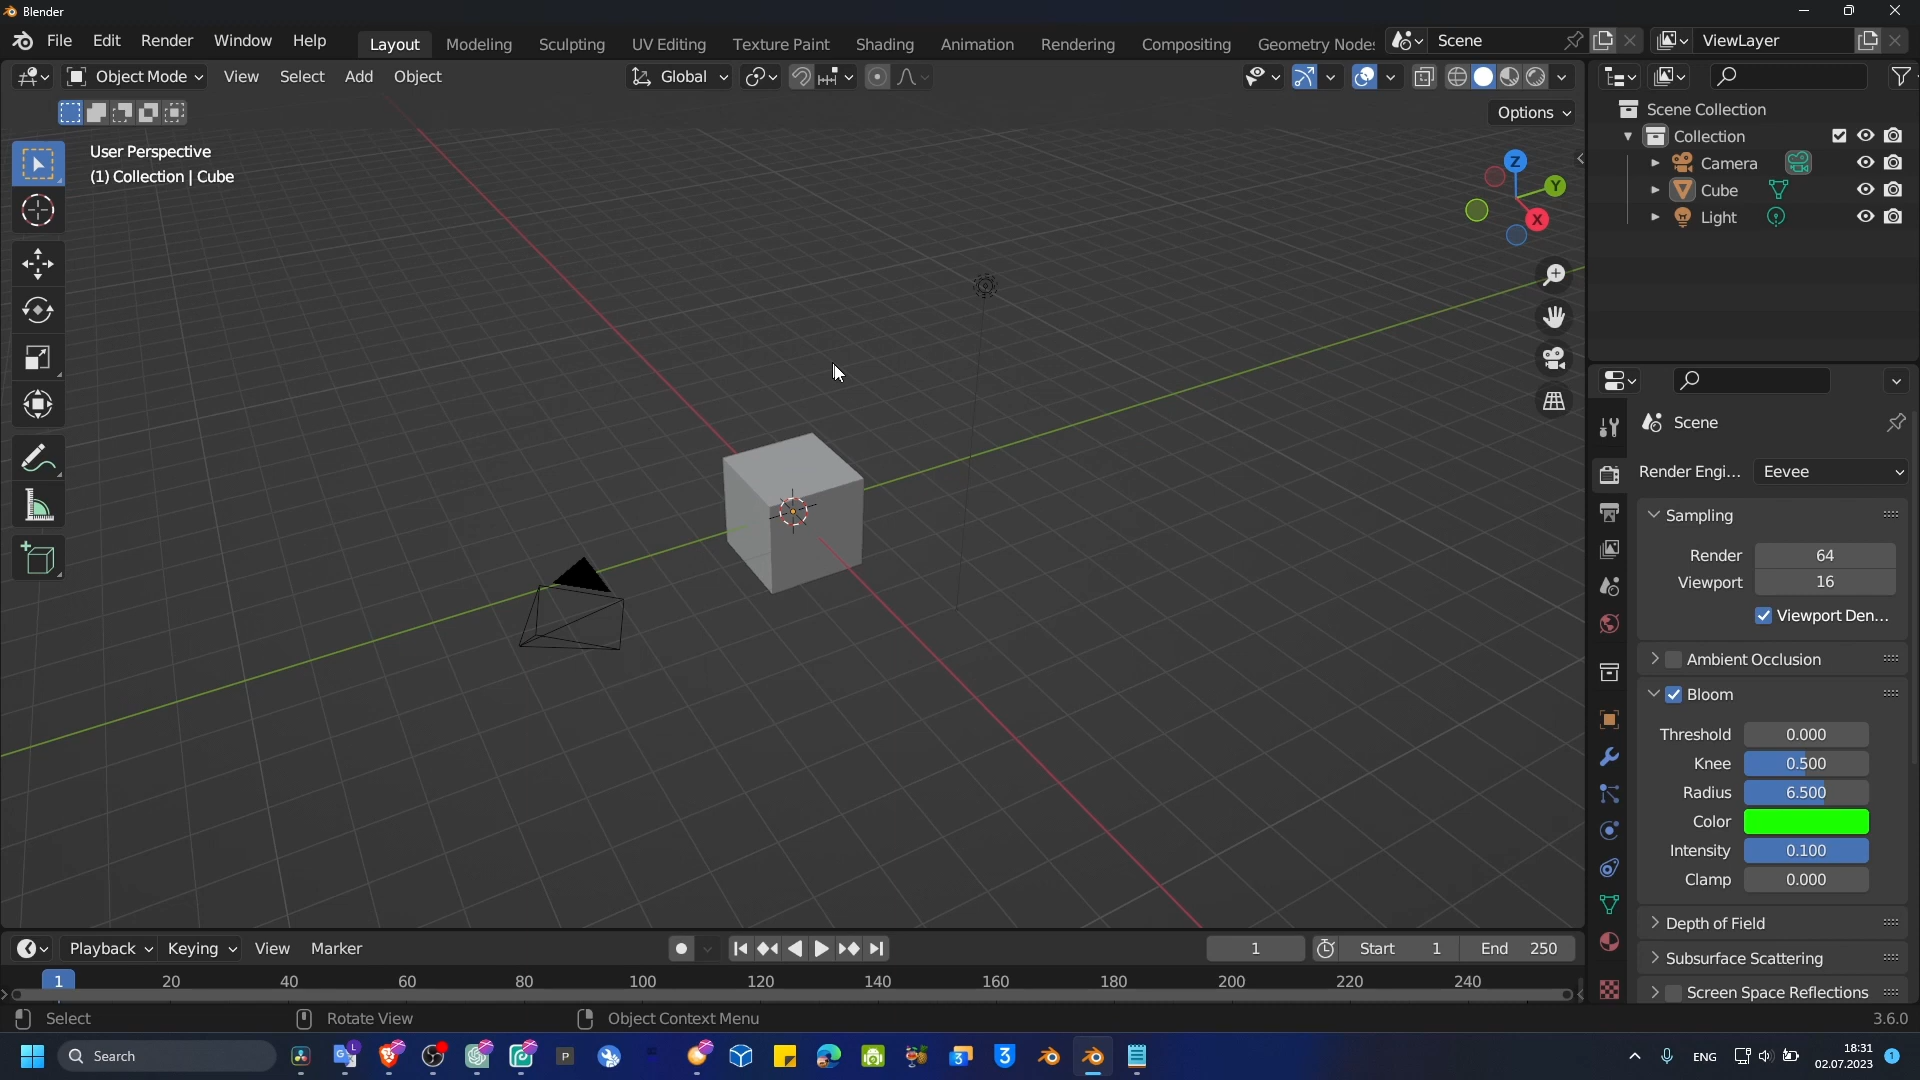 Blender
File Edit Render Window Help Layout Modeling Sculpting UV Editing Texture Paint Shading Animation Rendering Compositing Geometry Nodes Scene ViewLayer
Object Mode View Select Add Object Global
Options
User Perspective
(1) Collection | Cube
Z
Y
X
Scene Collection
Collection
Camera
Cube
Light
Scene
Render Engi... Eevee
Sampling
Render 64
Viewport 16
Viewport Den...
Ambient Occlusion
Bloom
Threshold 0.000
Knee 0.500
Radius 6.500
Color
Intensity 0.100
Clamp 0.000
Depth of Field
Subsurface Scattering
Screen Space Reflections
Playback Keying View Marker 1 Start 1 End 250
1 20 40 60 80 100 120 140 160 180 200 220 240
Select Rotate View Object Context Menu 3.6.0
Search
P
3
3
ENG
18:31
02.07.2023
1